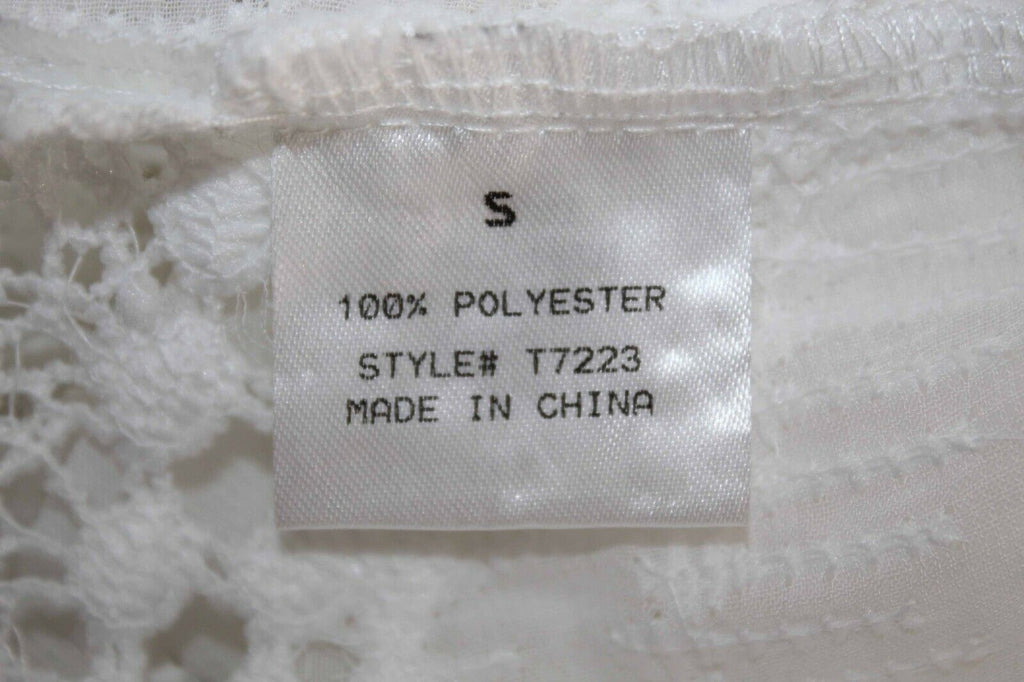 S
100% POLYESTER
STYLE# T7223
MADE IN CHINA